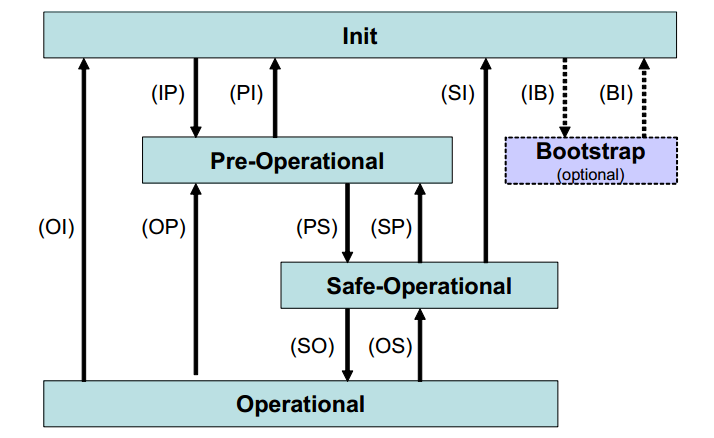 Init
(IP)
(PI)
(SI)
(IB)
(BI)
Pre-Operational
Bootstrap
(optional)
(OI)
(OP)
(PS)
(SP)
Safe-Operational
(SO)
(OS)
Operational